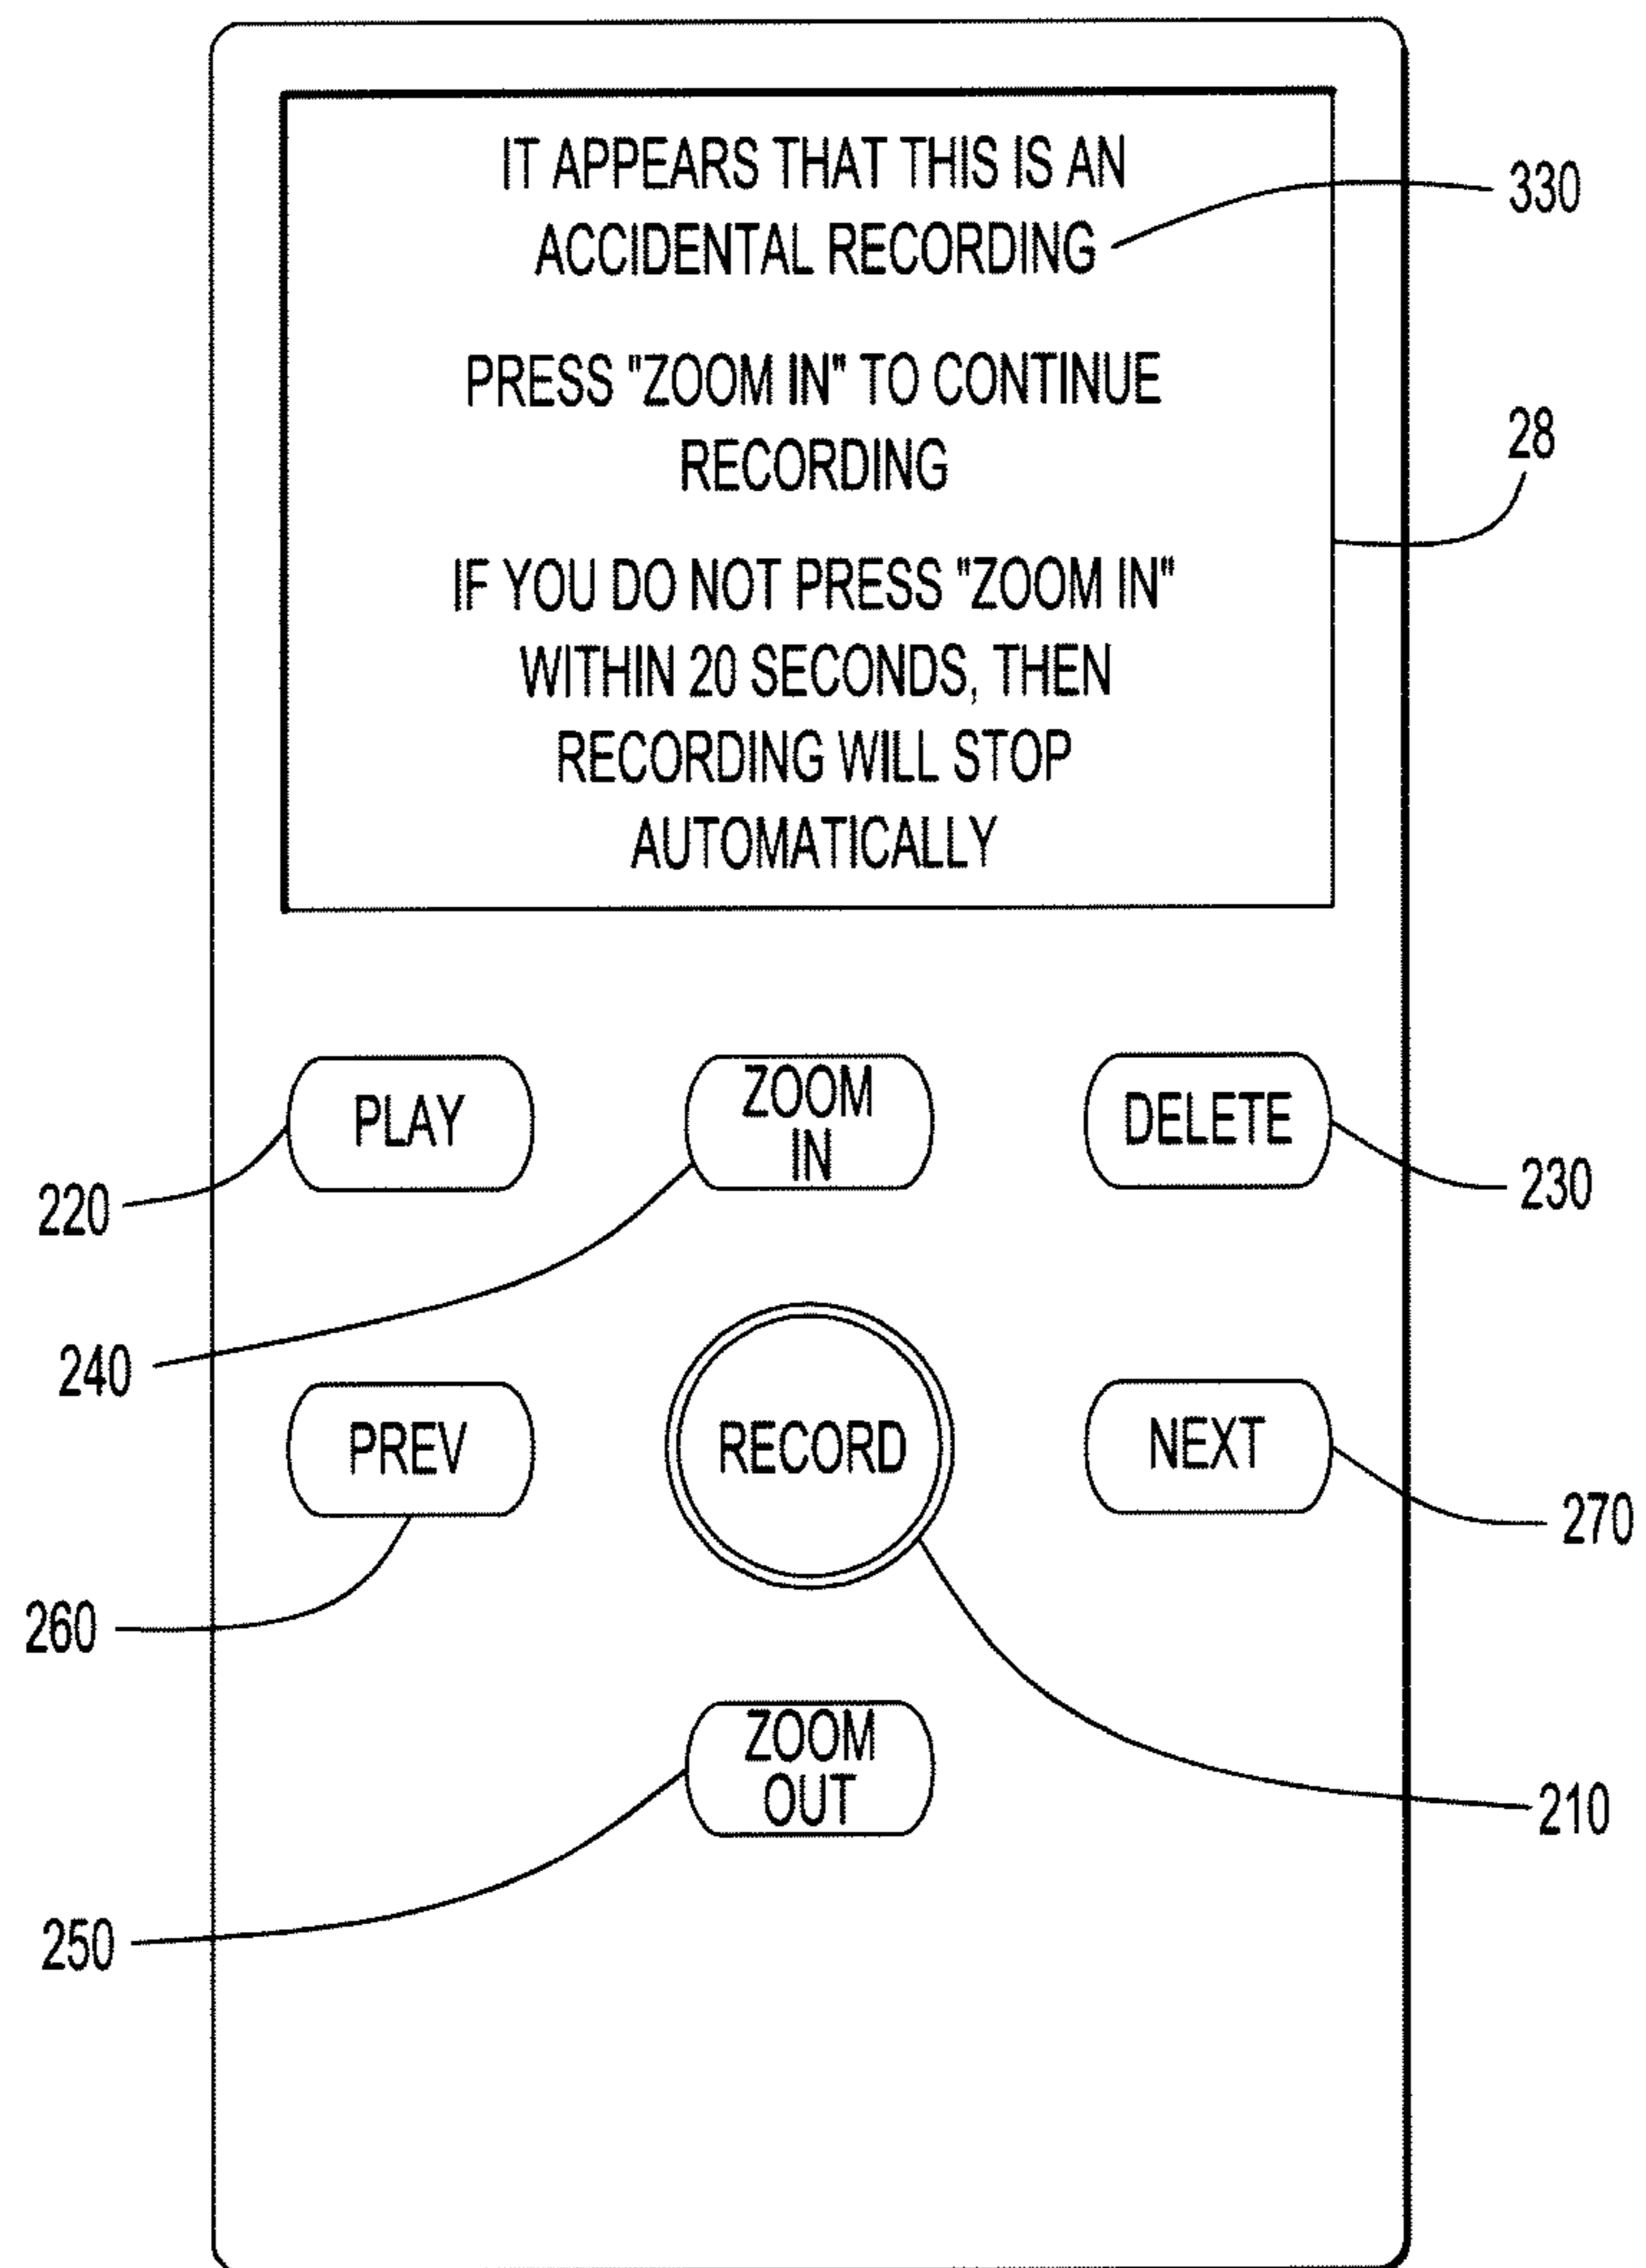 IT APPEARS THAT THIS IS AN
ACCIDENTAL RECORDING
330
PRESS "ZOOM IN" TO CONTINUE
RECORDING
28
IF YOU DO NOT PRESS "ZOOM IN"
WITHIN 20 SECONDS, THEN
RECORDING WILL STOP
AUTOMATICALLY
PLAY
ZOOM
IN
DELETE
220
230
240
PREV
RECORD
NEXT
270
260
ZOOM
OUT
210
250